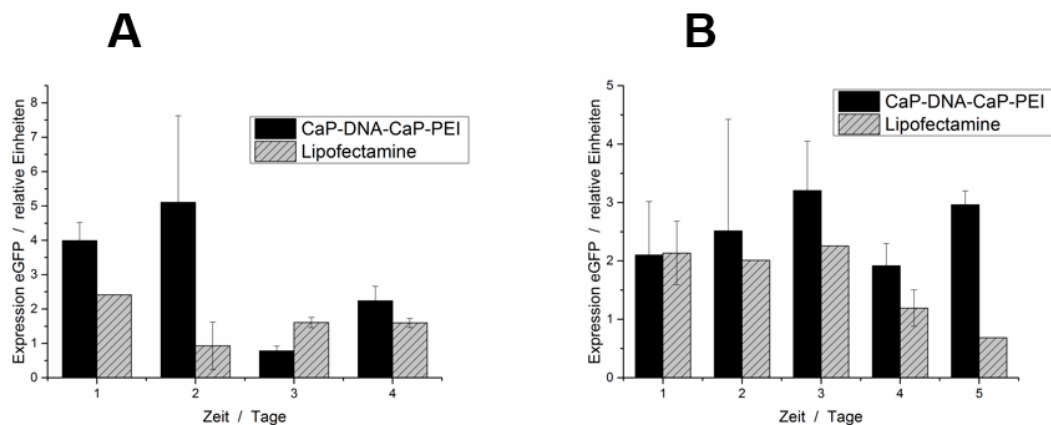 A
B
Expression eGFP / relative Einheiten
8
7
6
5
4
3
2
1
0
CaP-DNA-CaP-PEI
Lipofectamine
1 2 3 4
Zeit / Tage
Expression eGFP / relative Einheiten
5
4
3
2
1
0
CaP-DNA-CaP-PEI
Lipofectamine
1 2 3 4 5
Zeit / Tage